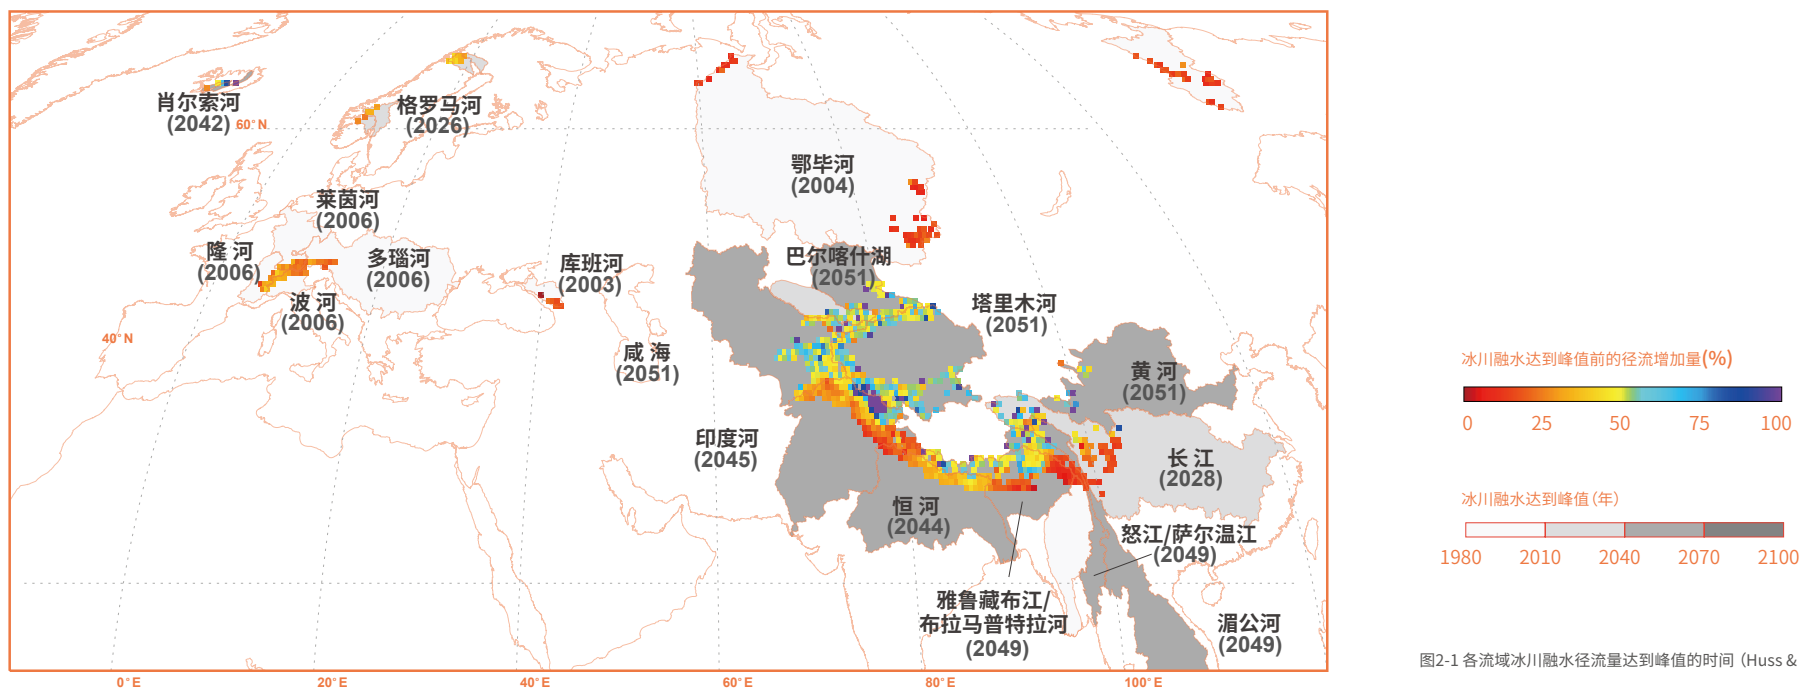 肖尔索河
(2042)
60°N
格罗马河
(2026)
鄂毕河
(2004)
莱茵河
(2006)
隆 河
(2006)
多瑙河
(2006)
库班河
(2003)
巴尔喀什湖
(2051)
波 河
(2006)
塔里木河
(2051)
40°N
咸 海
(2051)
黄 河
(2051)
印度河
(2045)
长 江
(2028)
恒 河
(2044)
怒江/萨尔温江
(2049)
雅鲁藏布江/
布拉马普特拉河
(2049)
湄公河
(2049)
0°E
20°E
40°E
60°E
80°E
100°E
冰川融水达到峰值前的径流增加量(%)
0 25 50 75 100
冰川融水达到峰值（年）
1980 2010 2040 2070 2100
图2-1 各流域冰川融水径流量达到峰值的时间（Huss &